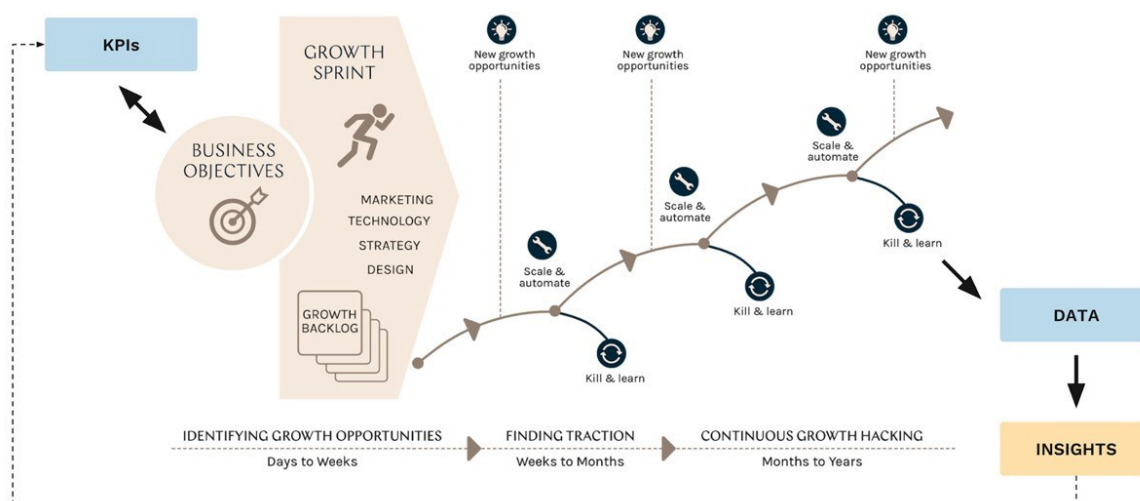 KPIs
BUSINESS
OBJECTIVES
GROWTH
SPRINT
MARKETING
TECHNOLOGY
STRATEGY
DESIGN
GROWTH
BACKLOG
New growth
opportunities
New growth
opportunities
New growth
opportunities
Scale &
automate
Scale &
automate
Scale &
automate
Kill & learn
Kill & learn
Kill & learn
DATA
INSIGHTS
IDENTIFYING GROWTH OPPORTUNITIES
Days to Weeks
FINDING TRACTION
Weeks to Months
CONTINUOUS GROWTH HACKING
Months to Years